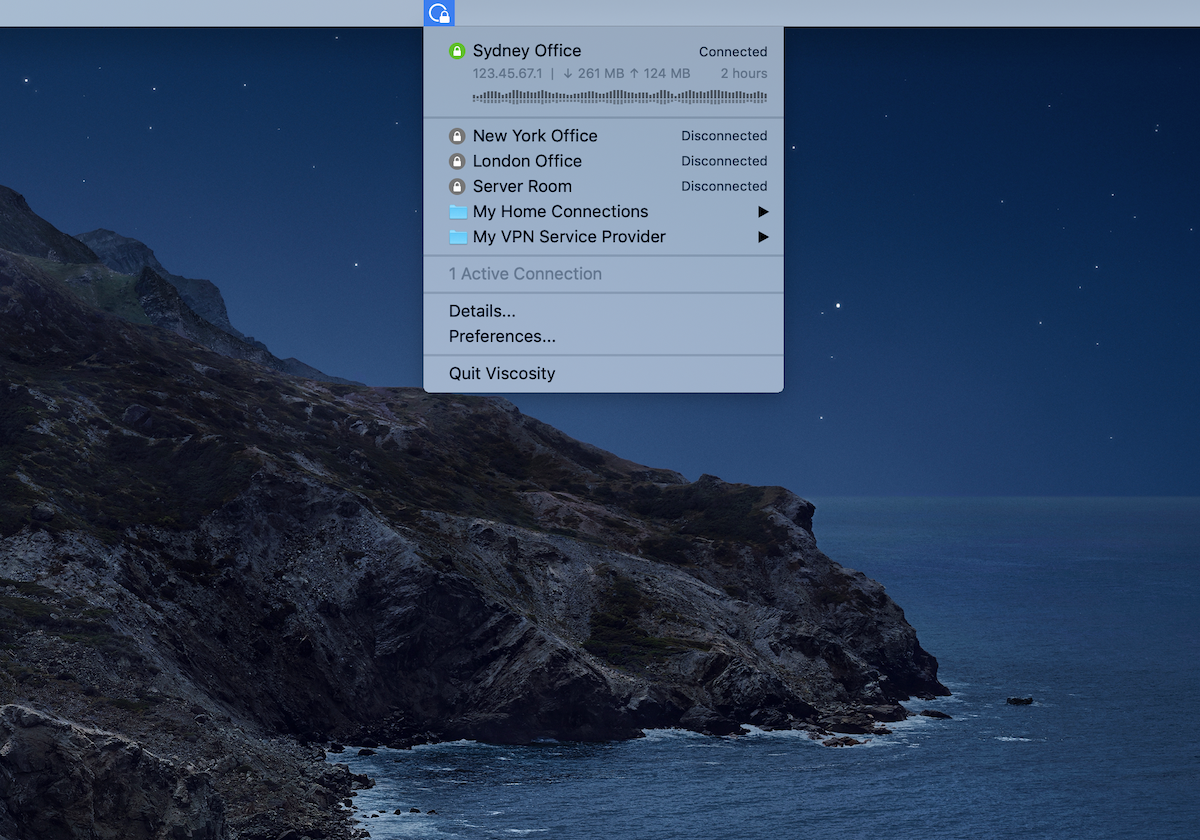 Sydney Office Connected
123.45.67.1 | ↓ 261 MB ↑ 124 MB 2 hours
New York Office Disconnected
London Office Disconnected
Server Room Disconnected
My Home Connections ▶
My VPN Service Provider ▶
1 Active Connection
Details...
Preferences...
Quit Viscosity